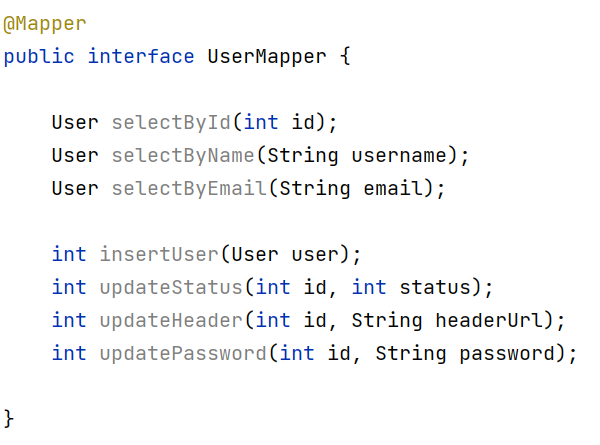 @Mapper
public interface UserMapper {
User selectById(int id);
User selectByName(String username);
User selectByEmail(String email);
int insertUser(User user);
int updateStatus(int id, int status);
int updateHeader(int id, String headerUrl);
int updatePassword(int id, String password);
}